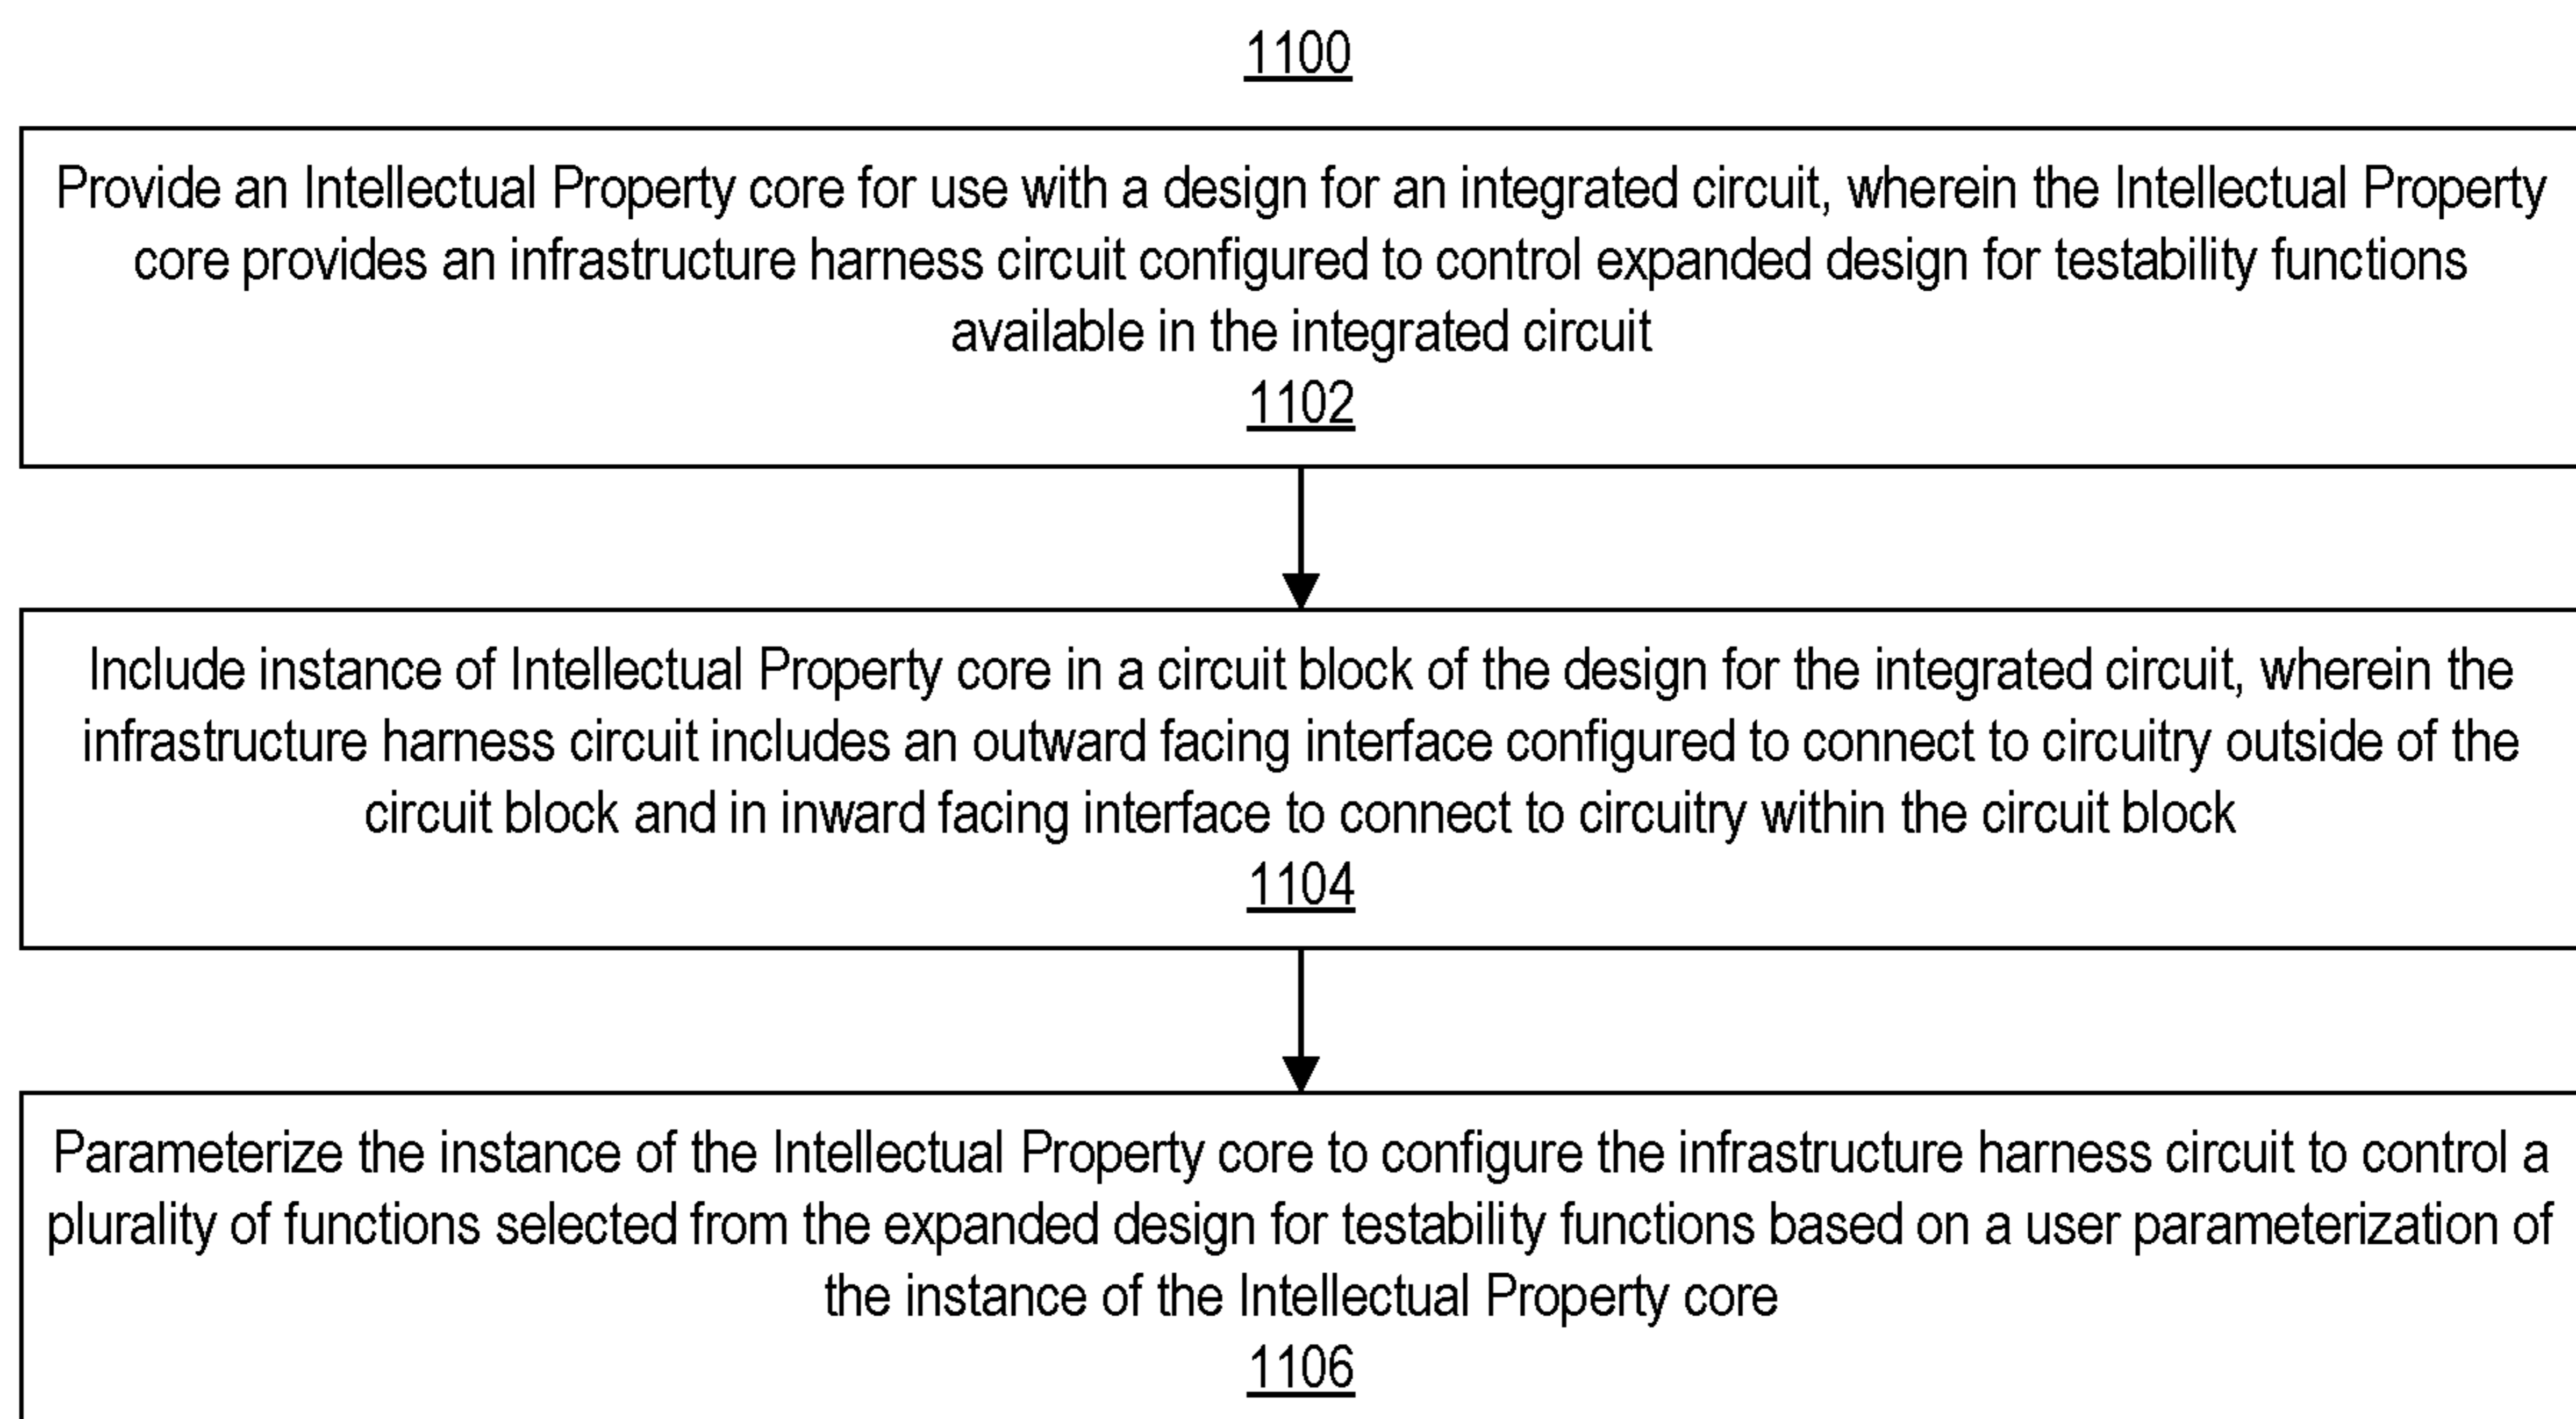 1100
Provide an Intellectual Property core for use with a design for an integrated circuit, wherein the Intellectual Property
core provides an infrastructure harness circuit configured to control expanded design for testability functions
available in the integrated circuit
1102
Include instance of Intellectual Property core in a circuit block of the design for the integrated circuit, wherein the
infrastructure harness circuit includes an outward facing interface configured to connect to circuitry outside of the
circuit block and in inward facing interface to connect to circuitry within the circuit block
1104
Parameterize the instance of the Intellectual Property core to configure the infrastructure harness circuit to control a
plurality of functions selected from the expanded design for testability functions based on a user parameterization of
the instance of the Intellectual Property core
1106